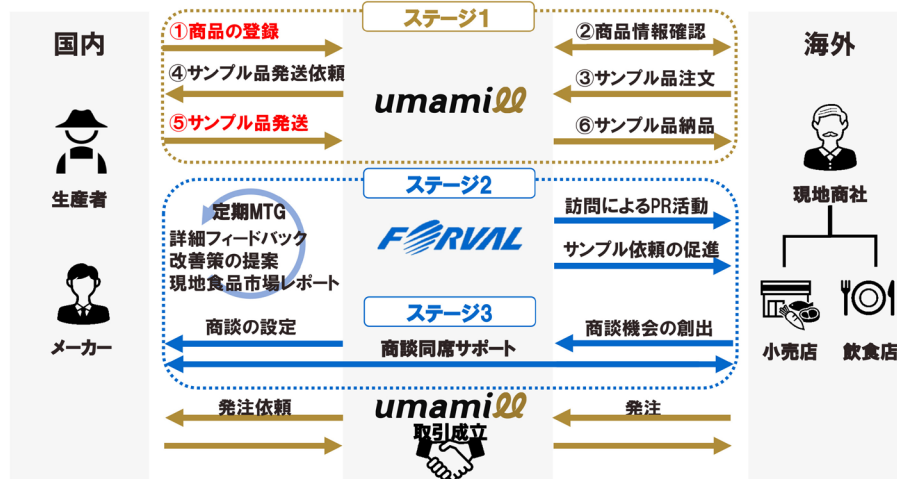 国内
生産者
メーカー
ステージ1
①商品の登録
②商品情報確認
④サンプル品発送依頼
③サンプル品注文
umamill
⑤サンプル品発送
⑥サンプル品納品
ステージ2
定期MTG
詳細フィードバック
改善策の提案
現地食品市場レポート
FORVAL
訪問によるPR活動
サンプル依頼の促進
ステージ3
商談の設定
商談機会の創出
商談同席サポート
発注依頼
umamill
発注
取引成立
海外
現地商社
小売店
飲食店